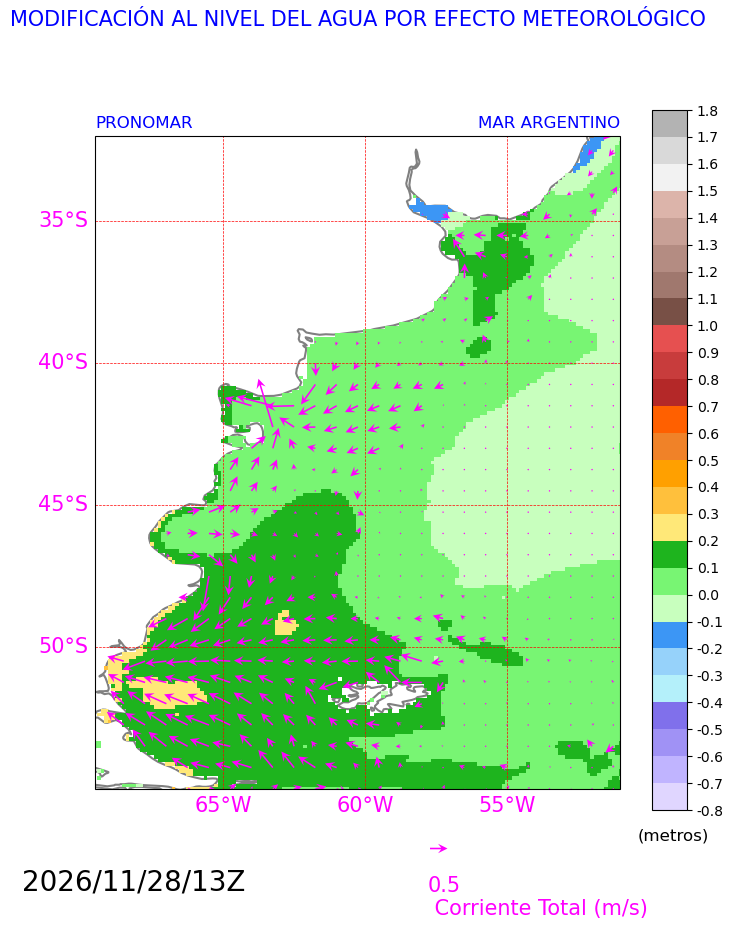 MODIFICACIÓN AL NIVEL DEL AGUA POR EFECTO METEOROLÓGICO
PRONOMAR
MAR ARGENTINO
35°S
40°S
45°S
50°S
65°W
60°W
55°W
1.8
1.7
1.6
1.5
1.4
1.3
1.2
1.1
1.0
0.9
0.8
0.7
0.6
0.5
0.4
0.3
0.2
0.1
0.0
-0.1
-0.2
-0.3
-0.4
-0.5
-0.6
-0.7
-0.8
(metros)
2026/11/28/13Z
0.5
Corriente Total (m/s)